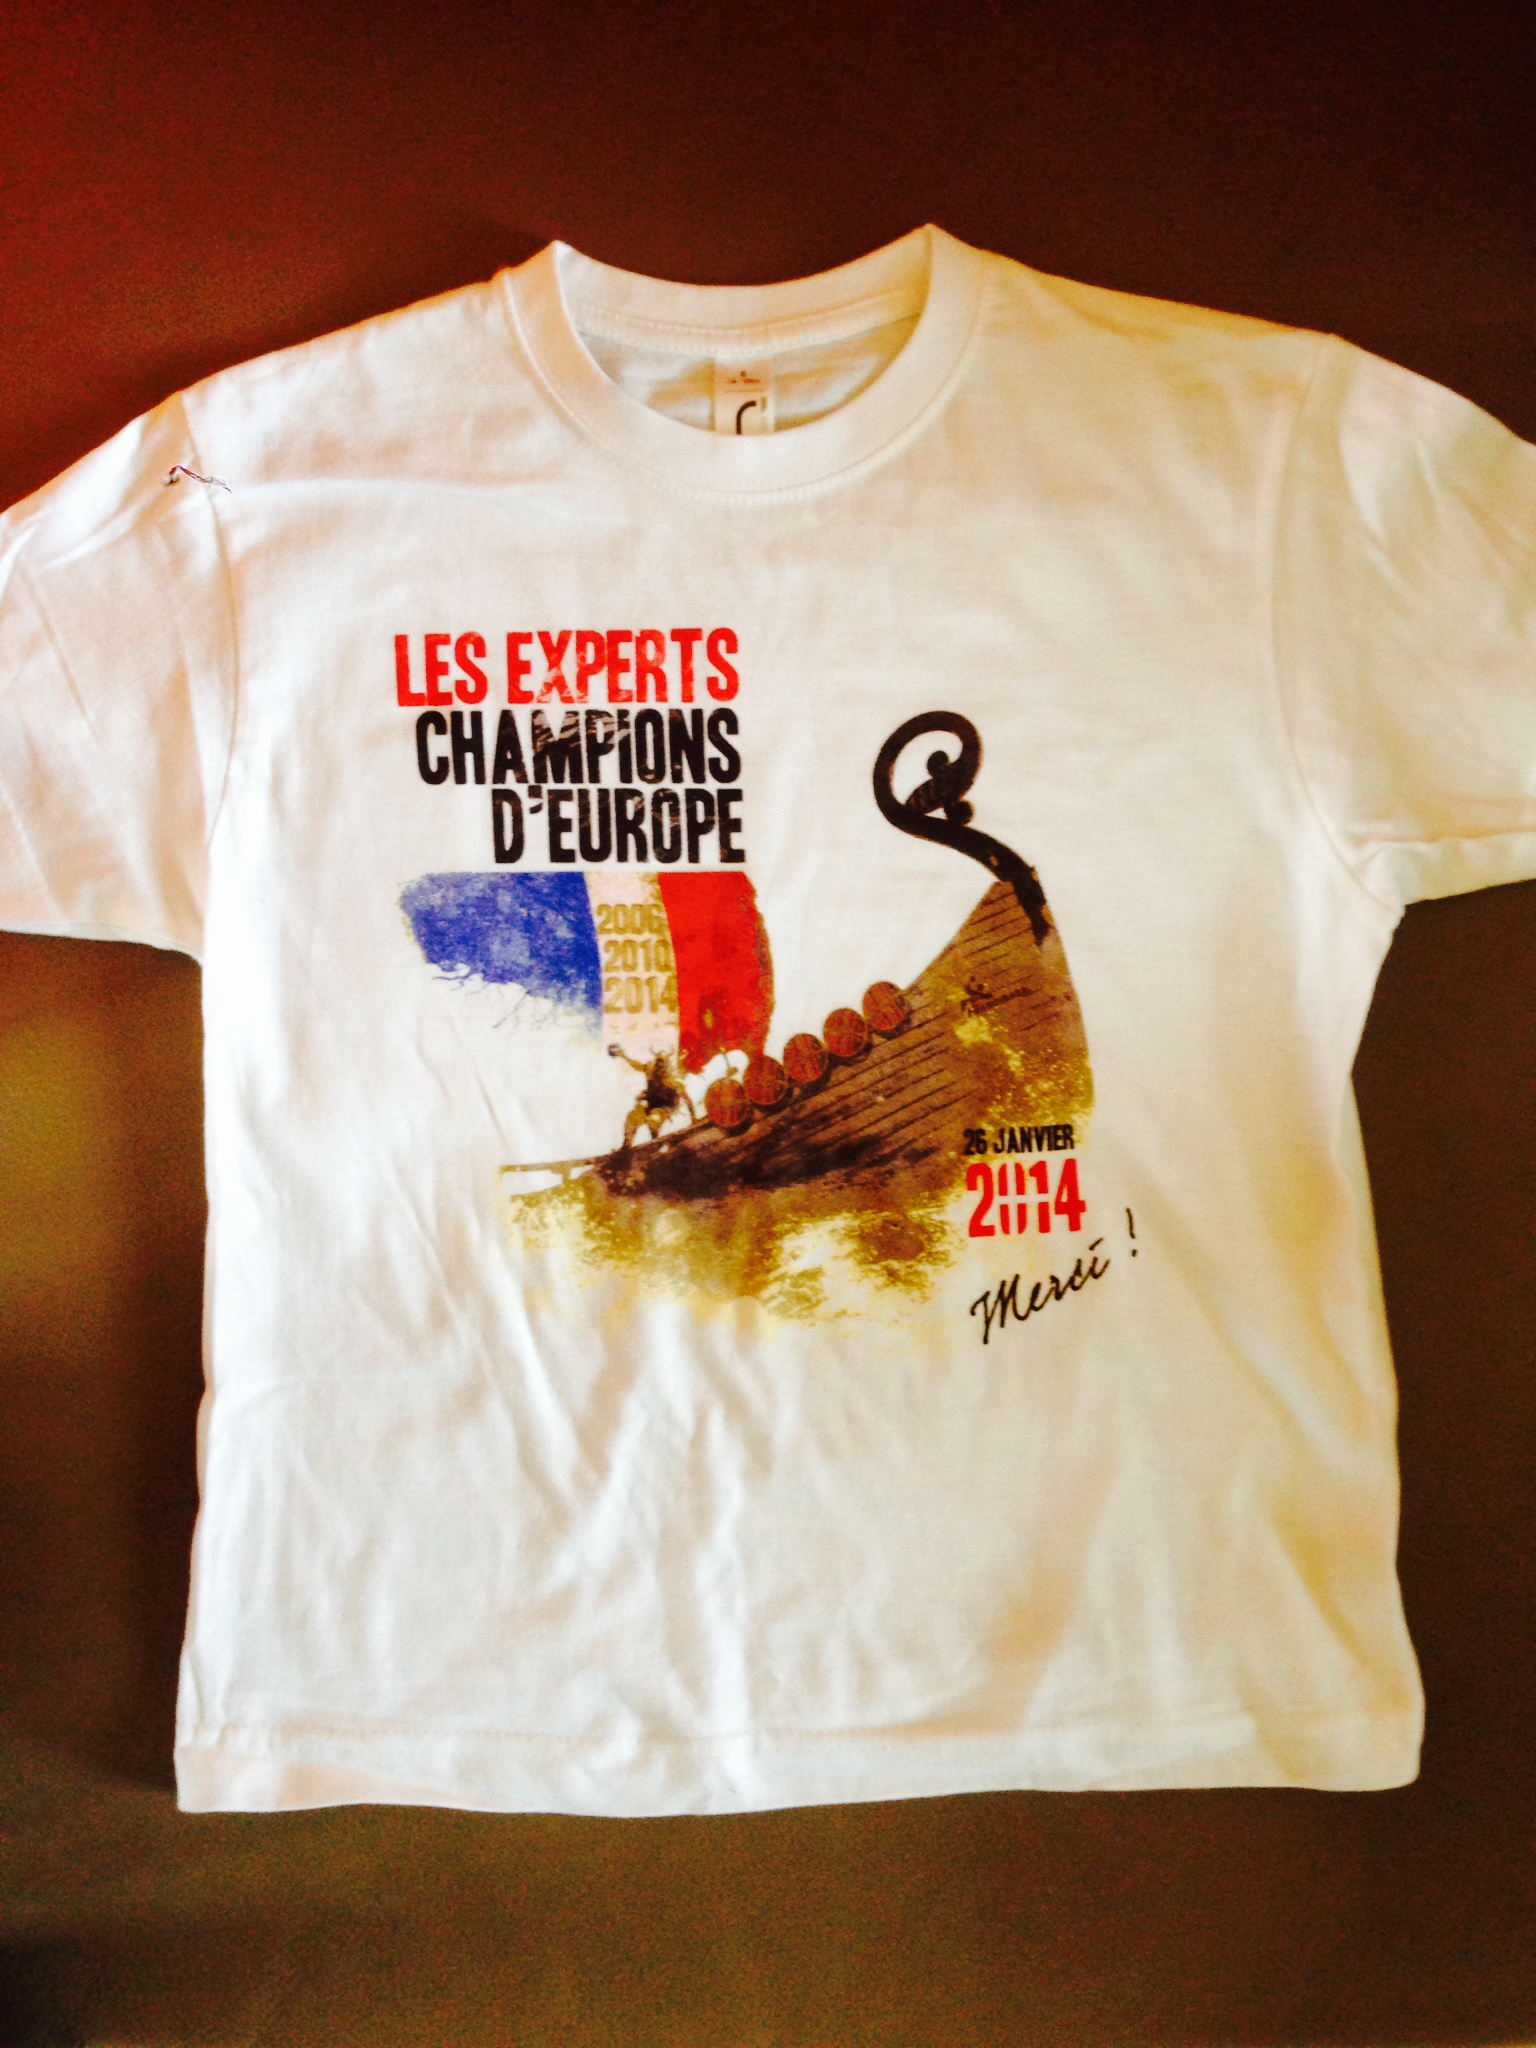 LES EXPERTS
CHAMPIONS
D'EUROPE
2006
2010
2014
26 JANVIER
2014
Merci !